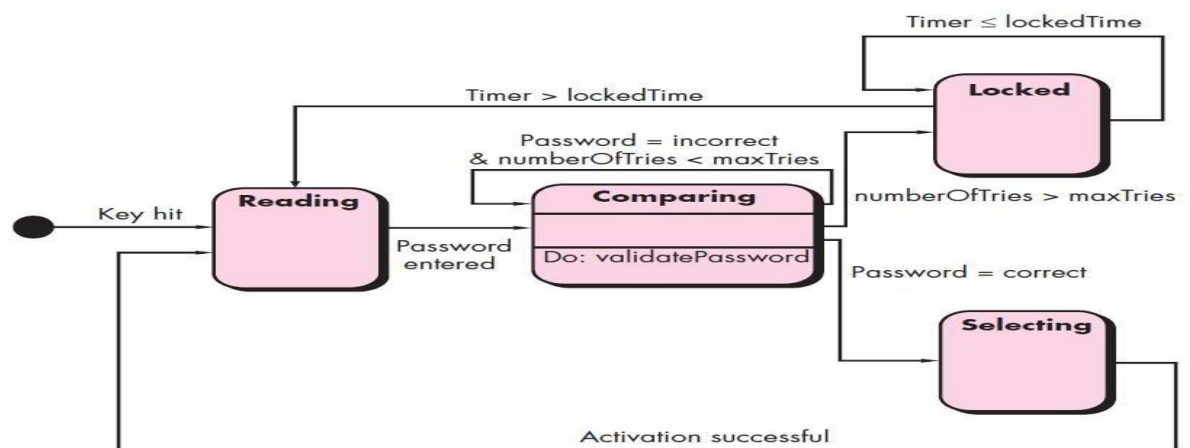 Timer ≤ lockedTime
Locked
Timer > lockedTime
Password = incorrect
& numberOfTries < maxTries
Reading
Comparing
numberOfTries > maxTries
Key hit
Password
entered
Do: validatePassword
Password = correct
Selecting
Activation successful